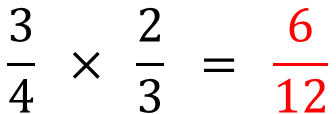 3/4 × 2/3 = 6/12